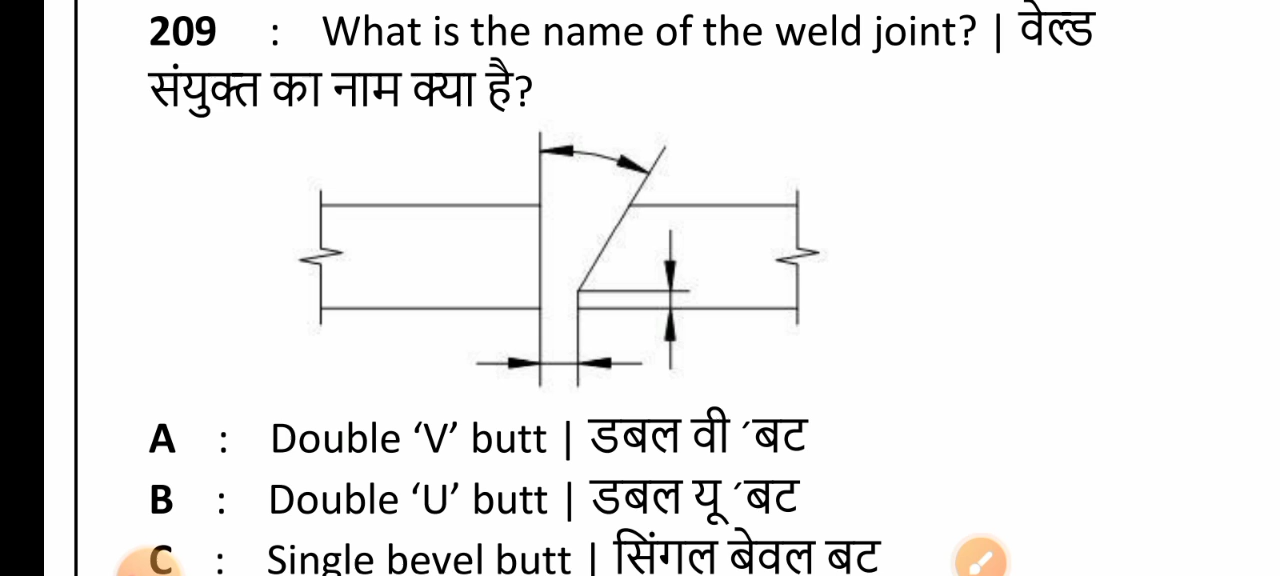 209 : What is the name of the weld joint? | वेल्ड
संयुक्त का नाम क्या है?
A : Double ‘V’ butt | डबल वी ´बट
B : Double ‘U’ butt | डबल यू ´बट
C : Single bevel butt | सिंगल बेवल बट